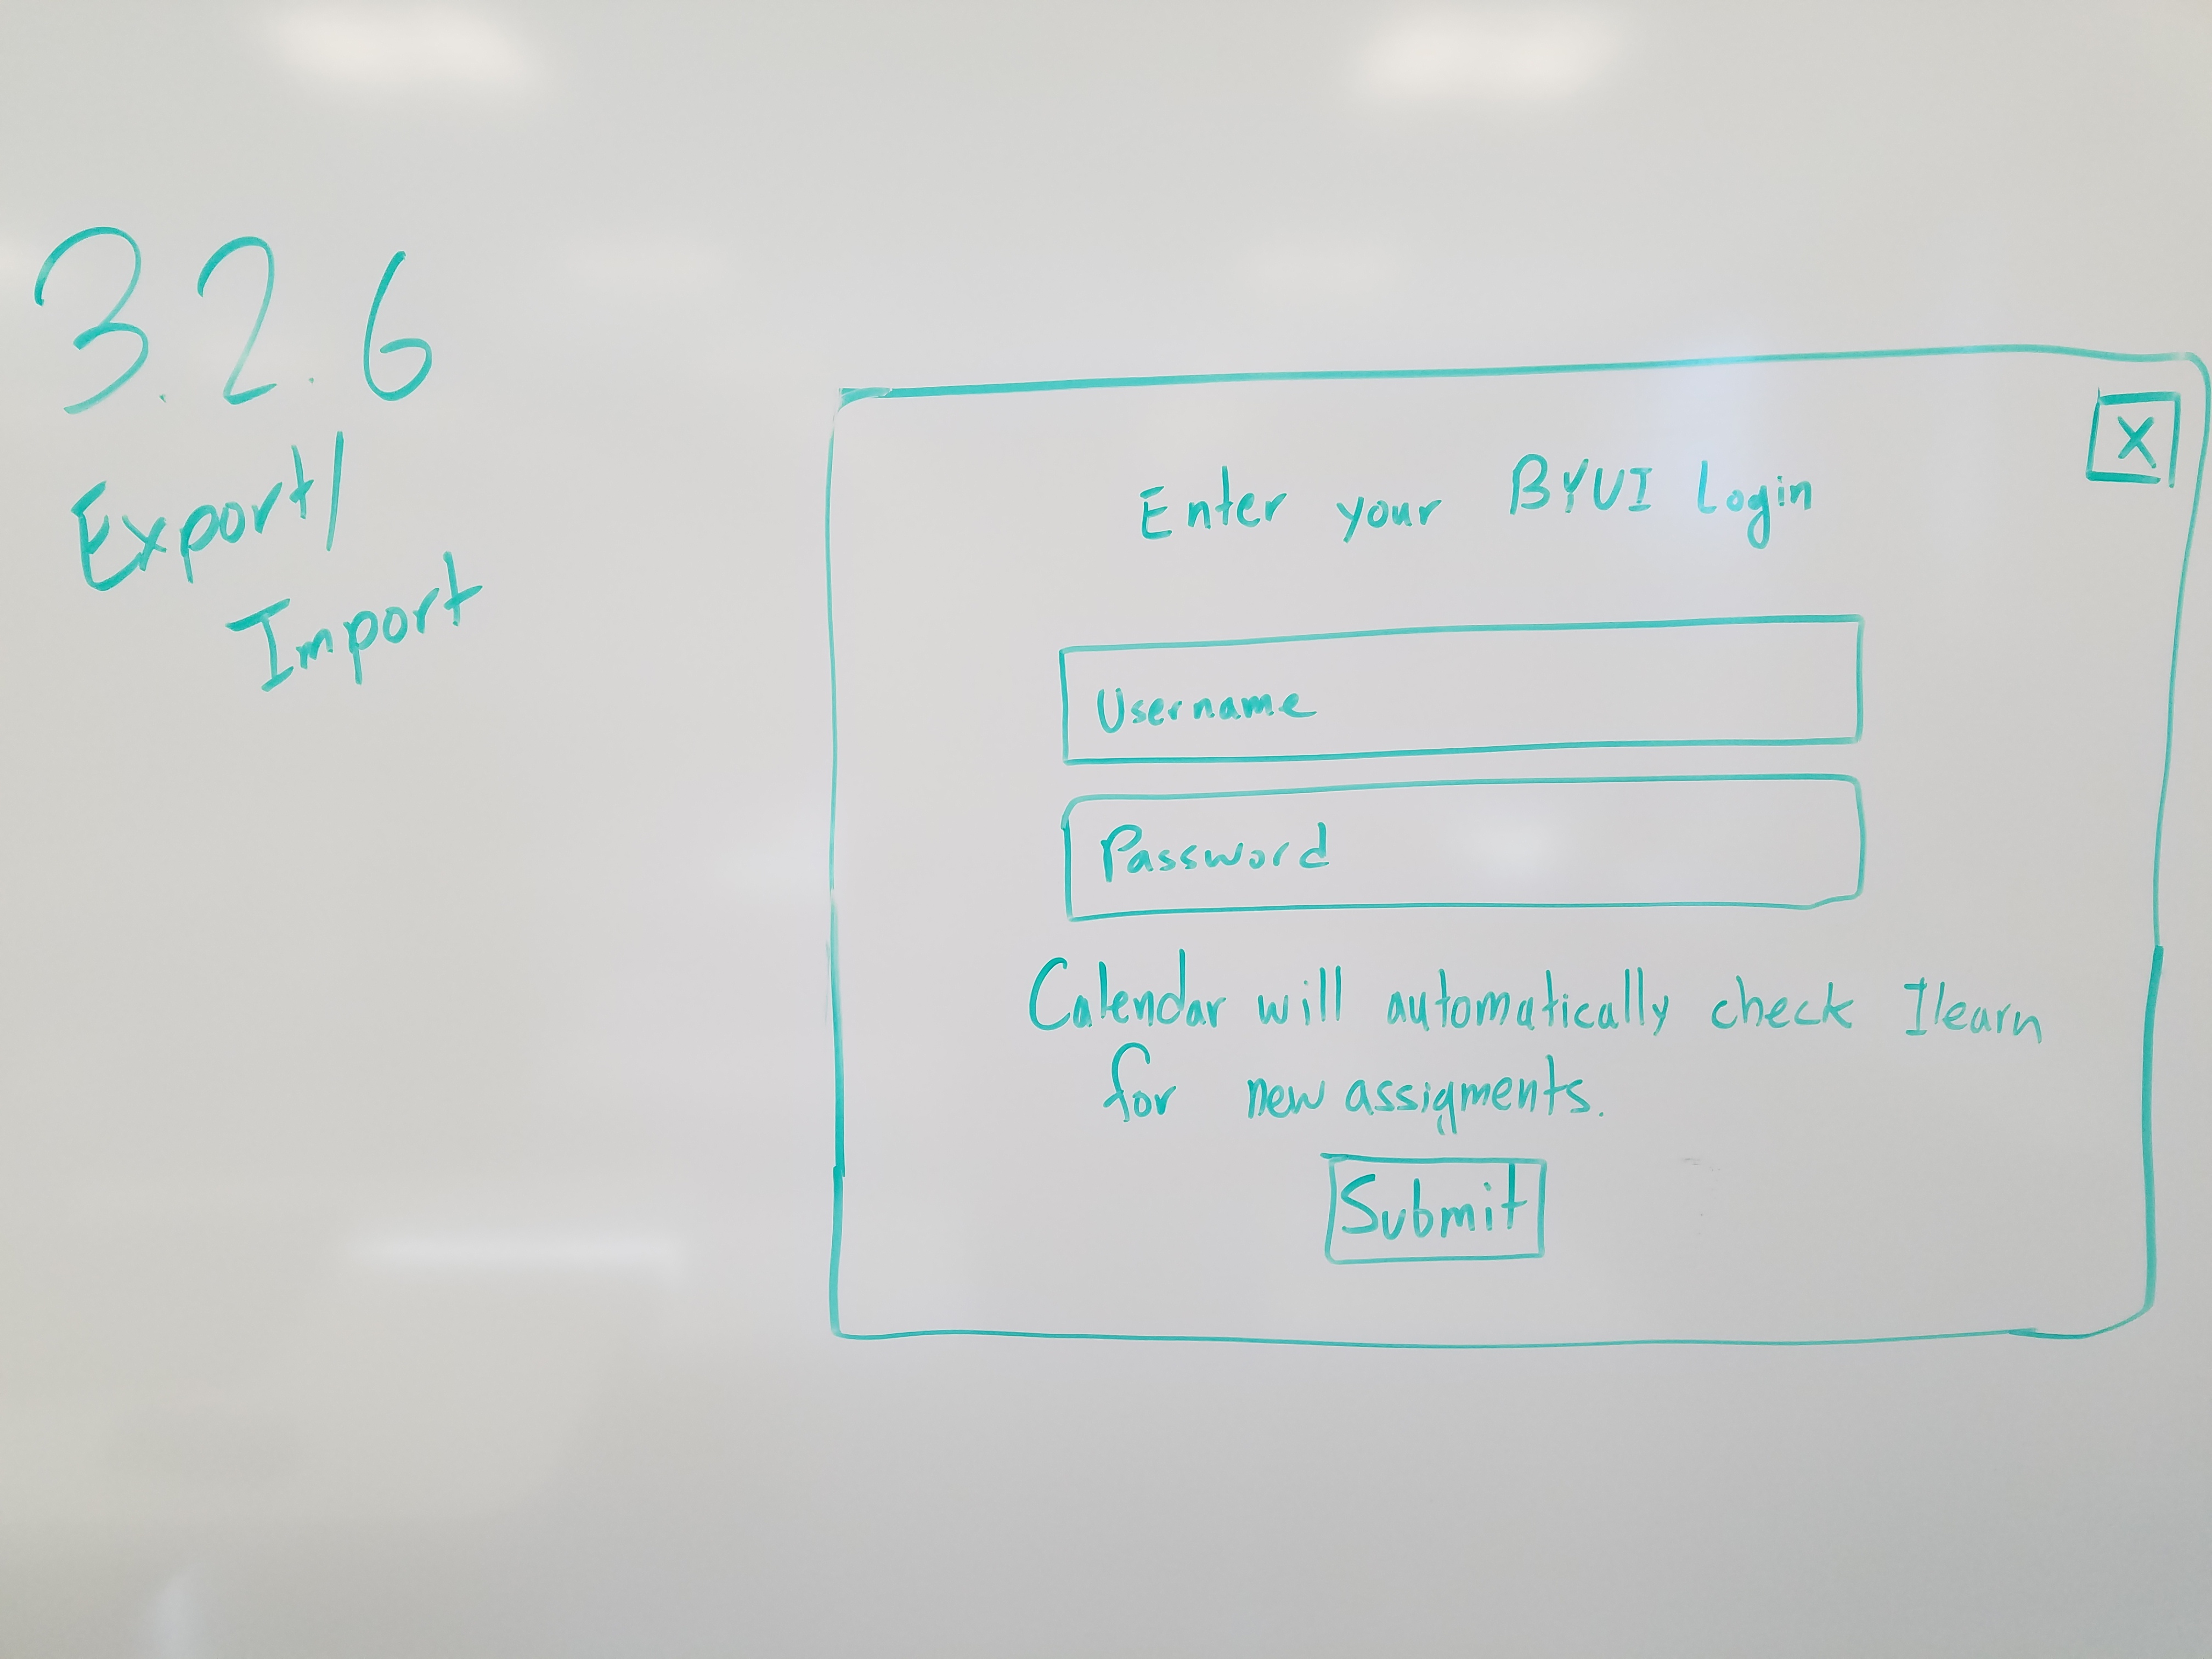 3.2.6
Export/
Import
X
Enter your BYUI Login
Username
Password
Calendar will automatically check Ilearn
for new assigments.
Submit